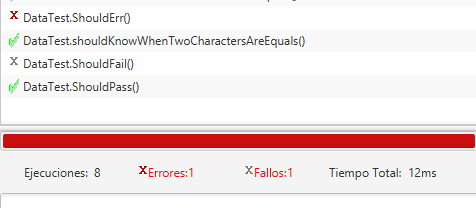 DataTest.ShouldErr()
DataTest.shouldKnowWhenTwoCharactersAreEquals()
DataTest.ShouldFail()
DataTest.ShouldPass()
Ejecuciones: 8 Errores:1 Fallos:1 Tiempo Total: 12ms